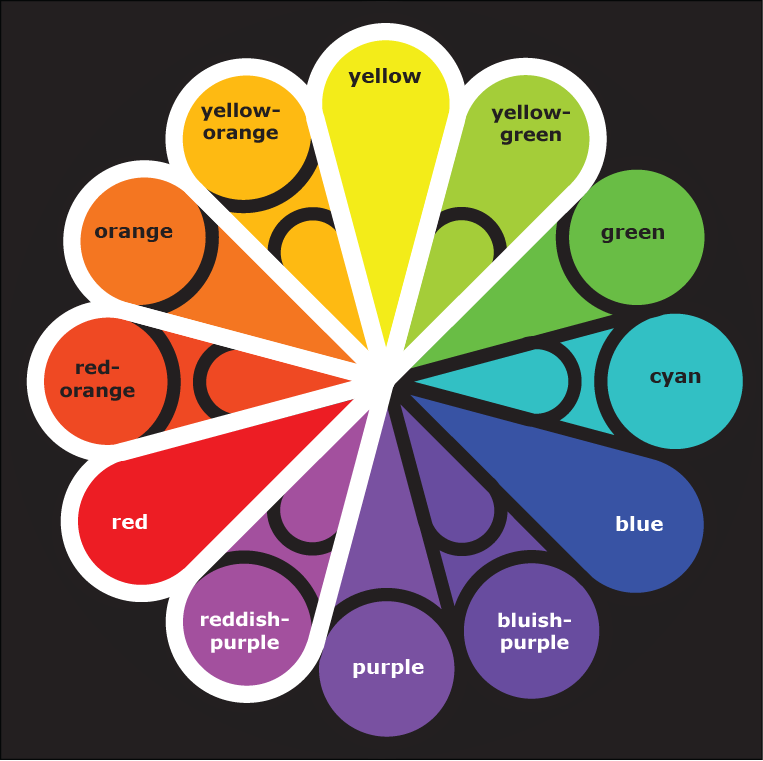 yellow
yellow–
orange
yellow–
green
orange
green
red–
orange
cyan
red
blue
reddish–
purple
bluish–
purple
purple